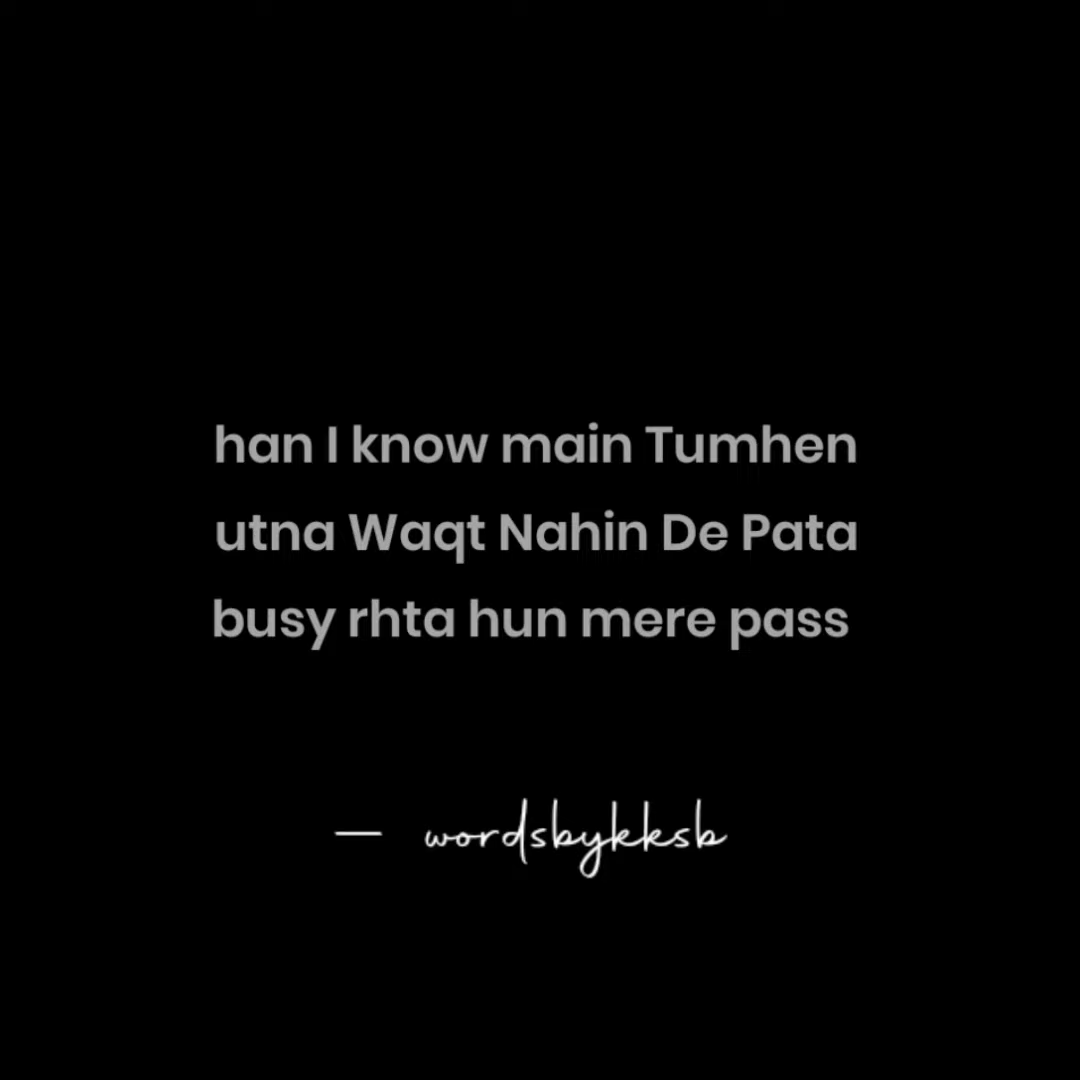 han I know main Tumhen
utna Waqt Nahin De Pata
busy rhta hun mere pass
— wordsbykksb